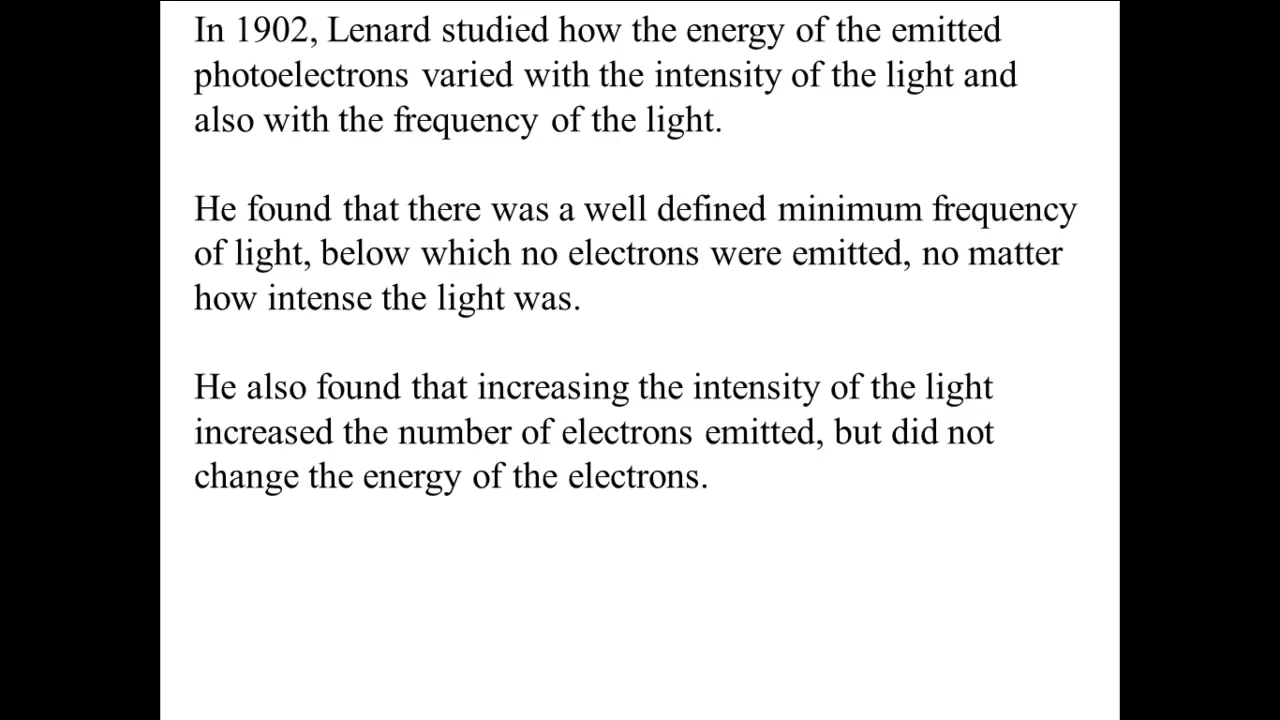 In 1902, Lenard studied how the energy of the emitted
photoelectrons varied with the intensity of the light and
also with the frequency of the light.
He found that there was a well defined minimum frequency
of light, below which no electrons were emitted, no matter
how intense the light was.
He also found that increasing the intensity of the light
increased the number of electrons emitted, but did not
change the energy of the electrons.